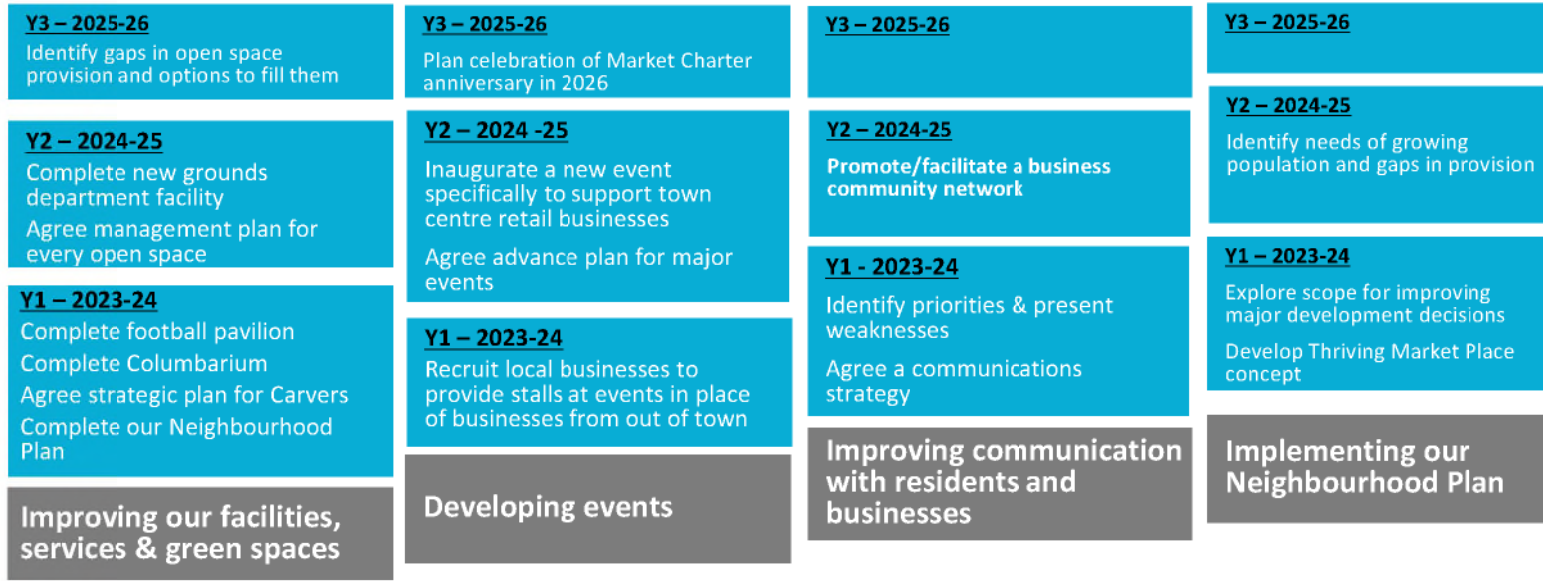 Y3 – 2025-26
Identify gaps in open space
provision and options to fill them
Y2 – 2024-25
Complete new grounds
department facility
Agree management plan for
every open space
Y1 – 2023-24
Complete football pavilion
Complete Columbarium
Agree strategic plan for Carvers
Complete our Neighbourhood
Plan
Improving our facilities,
services & green spaces
Y3 – 2025-26
Plan celebration of Market Charter
anniversary in 2026
Y2 – 2024 -25
Inaugurate a new event
specifically to support town
centre retail businesses
Agree advance plan for major
events
Y1 – 2023-24
Recruit local businesses to
provide stalls at events in place
of businesses from out of town
Developing events
Y3 – 2025-26
Y2 – 2024-25
Promote/facilitate a business
community network
Y1 - 2023-24
Identify priorities & present
weaknesses
Agree a communications
strategy
Improving communication
with residents and
businesses
Y3 – 2025-26
Y2 – 2024-25
Identify needs of growing
population and gaps in provision
Y1 – 2023-24
Explore scope for improving
major development decisions
Develop Thriving Market Place
concept
Implementing our
Neighbourhood Plan